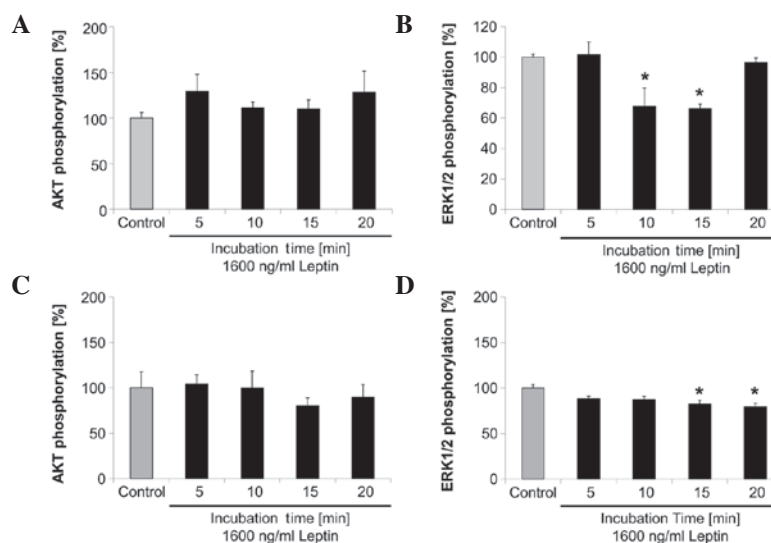 A
AKT phosphorylation [%]
200
150
100
50
0
Control 5 10 15 20
Incubation time [min]
1600 ng/ml Leptin
B
ERK1/2 phosphorylation [%]
120
100
80
60
40
20
0
* *
Control 5 10 15 20
Incubation time [min]
1600 ng/ml Leptin
C
AKT phosphorylation [%]
200
150
100
50
0
Control 5 10 15 20
Incubation time [min]
1600 ng/ml Leptin
D
ERK1/2 phosphorylation [%]
200
150
100
50
0
* *
Control 5 10 15 20
Incubation Time [min]
1600 ng/ml Leptin